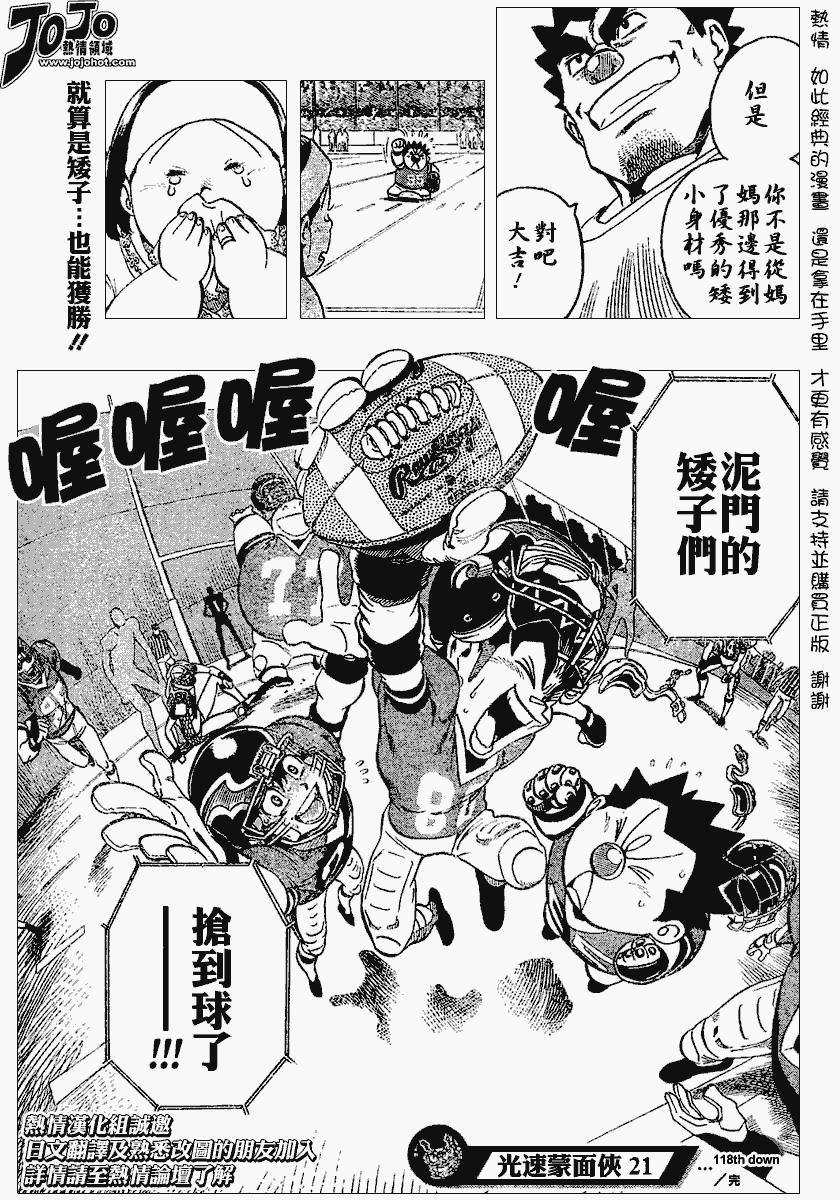 JOJO
熱情領域
www.jojohot.com
熱情 如此經典的漫畫 還是拿在手里 才更有感覺 請支持並購買正版 謝謝
但是
你不是從媽
媽那邊得到
了優秀的矮
小身材嗎
對吧
大吉！
就算是矮子…也能獲勝!!
喔
喔喔喔
泥門的
矮子們
77
8
搶到球了
——!!!
熱情漢化組誠邀
日文翻譯及熟悉改圖的朋友加入
詳情請至熱情論壇了解
光速蒙面俠 21
…118th down
／完